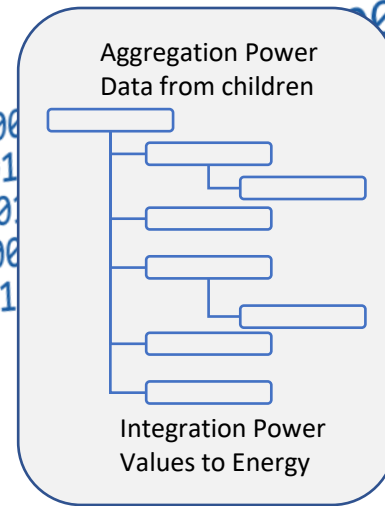 Aggregation Power
Data from children
Integration Power
Values to Energy